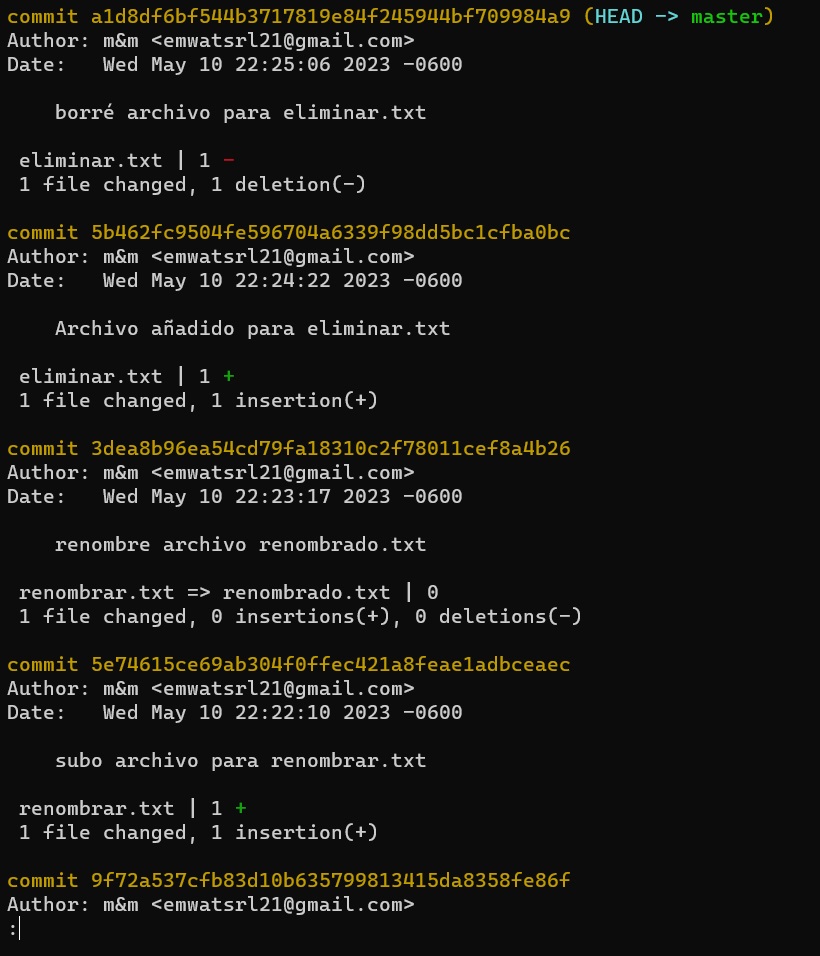 commit a1d8df6bf544b3717819e84f245944bf709984a9 (HEAD -> master)
Author: m&m <emwatsrl21@gmail.com>
Date:   Wed May 10 22:25:06 2023 -0600
borré archivo para eliminar.txt
eliminar.txt | 1 -
1 file changed, 1 deletion(-)
commit 5b462fc9504fe596704a6339f98dd5bc1cfba0bc
Author: m&m <emwatsrl21@gmail.com>
Date:   Wed May 10 22:24:22 2023 -0600
Archivo añadido para eliminar.txt
eliminar.txt | 1 +
1 file changed, 1 insertion(+)
commit 3dea8b96ea54cd79fa18310c2f78011cef8a4b26
Author: m&m <emwatsrl21@gmail.com>
Date:   Wed May 10 22:23:17 2023 -0600
renombre archivo renombrado.txt
renombrar.txt => renombrado.txt | 0
1 file changed, 0 insertions(+), 0 deletions(-)
commit 5e74615ce69ab304f0ffec421a8feae1adbceaec
Author: m&m <emwatsrl21@gmail.com>
Date:   Wed May 10 22:22:10 2023 -0600
subo archivo para renombrar.txt
renombrar.txt | 1 +
1 file changed, 1 insertion(+)
commit 9f72a537cfb83d10b635799813415da8358fe86f
Author: m&m <emwatsrl21@gmail.com>
: